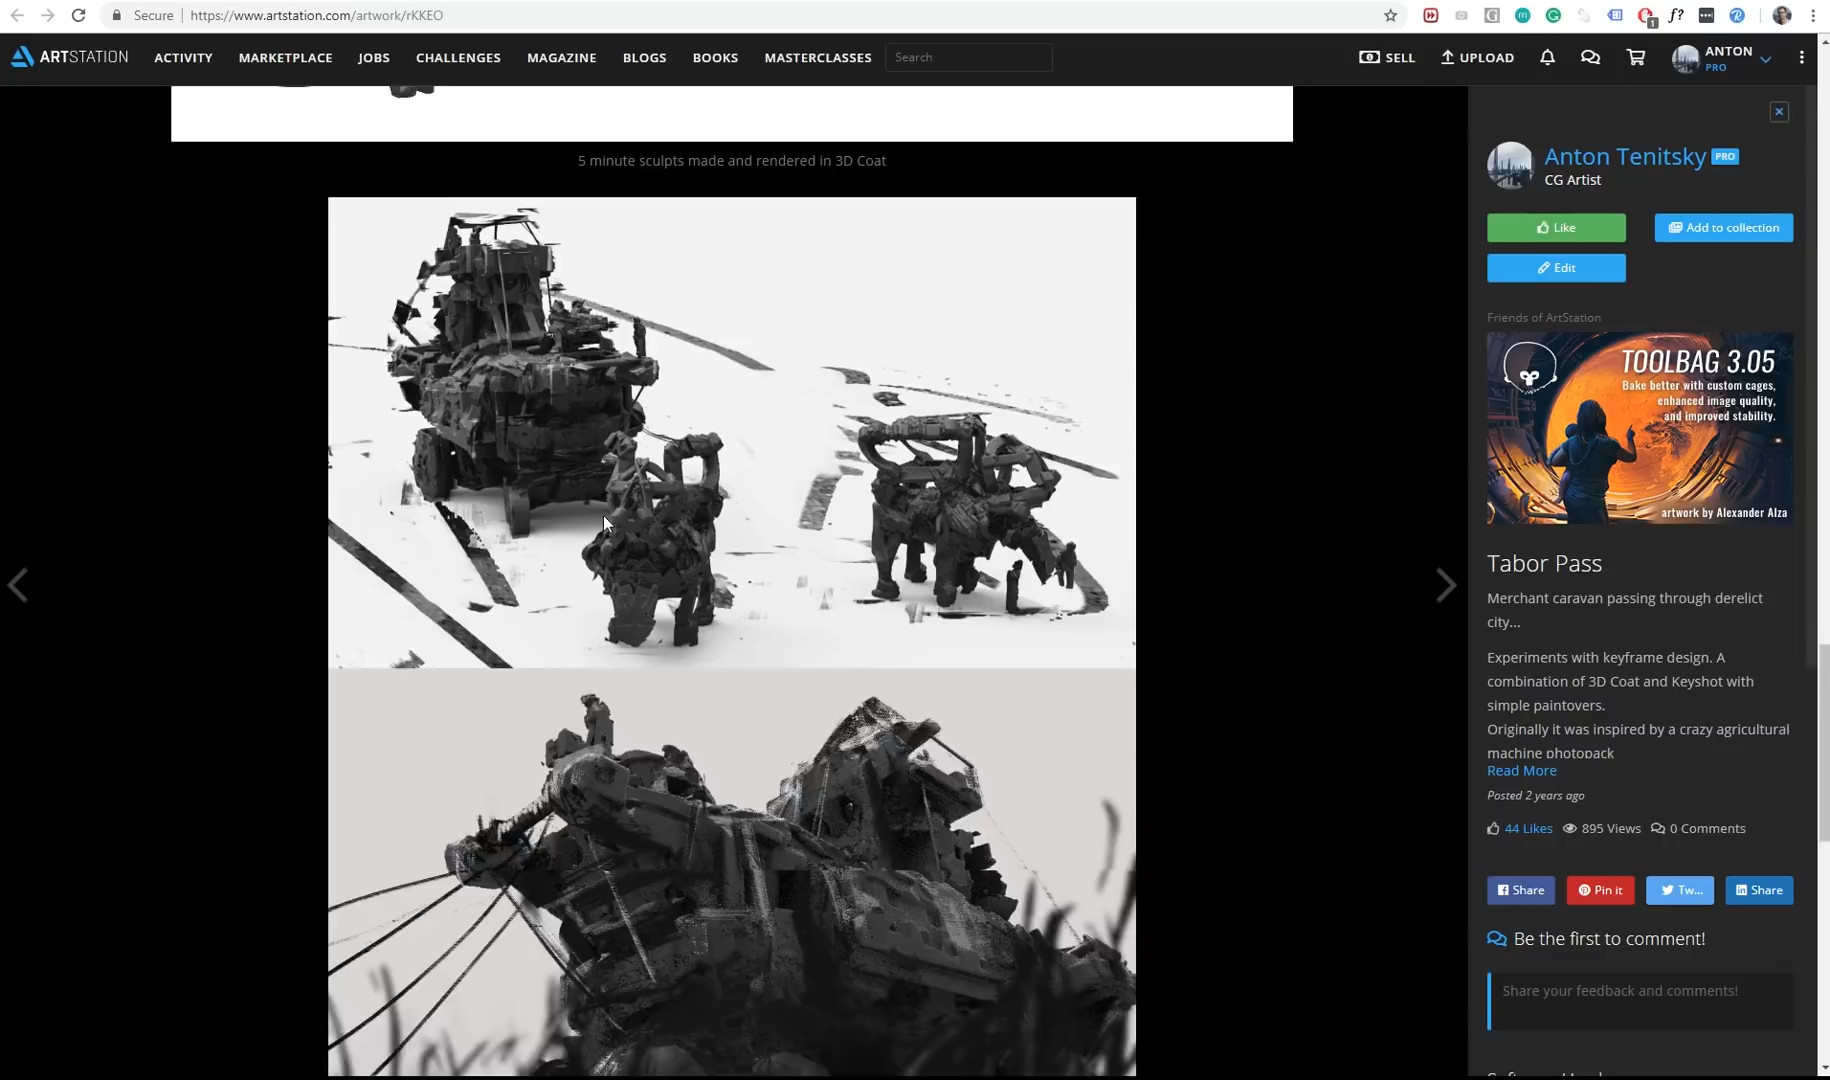 Secure
https://www.artstation.com/artwork/rKKEO
ARTSTATION
ACTIVITY
MARKETPLACE
JOBS
CHALLENGES
MAGAZINE
BLOGS
BOOKS
MASTERCLASSES
Search
SELL
UPLOAD
ANTON
PRO
5 minute sculpts made and rendered in 3D Coat
Anton Tenitsky PRO
CG Artist
Like
Add to collection
Edit
Friends of ArtStation
TOOLBAG 3.05
Bake better with custom cages,
enhanced image quality,
and improved stability.
artwork by Alexander Alza
Tabor Pass
Merchant caravan passing through derelict
city...
Experiments with keyframe design. A
combination of 3D Coat and Keyshot with
simple paintovers.
Originally it was inspired by a crazy agricultural
machine photopack
Read More
Posted 2 years ago
44 Likes 895 Views 0 Comments
Share
Pin it
Tw...
Share
Be the first to comment!
Share your feedback and comments!